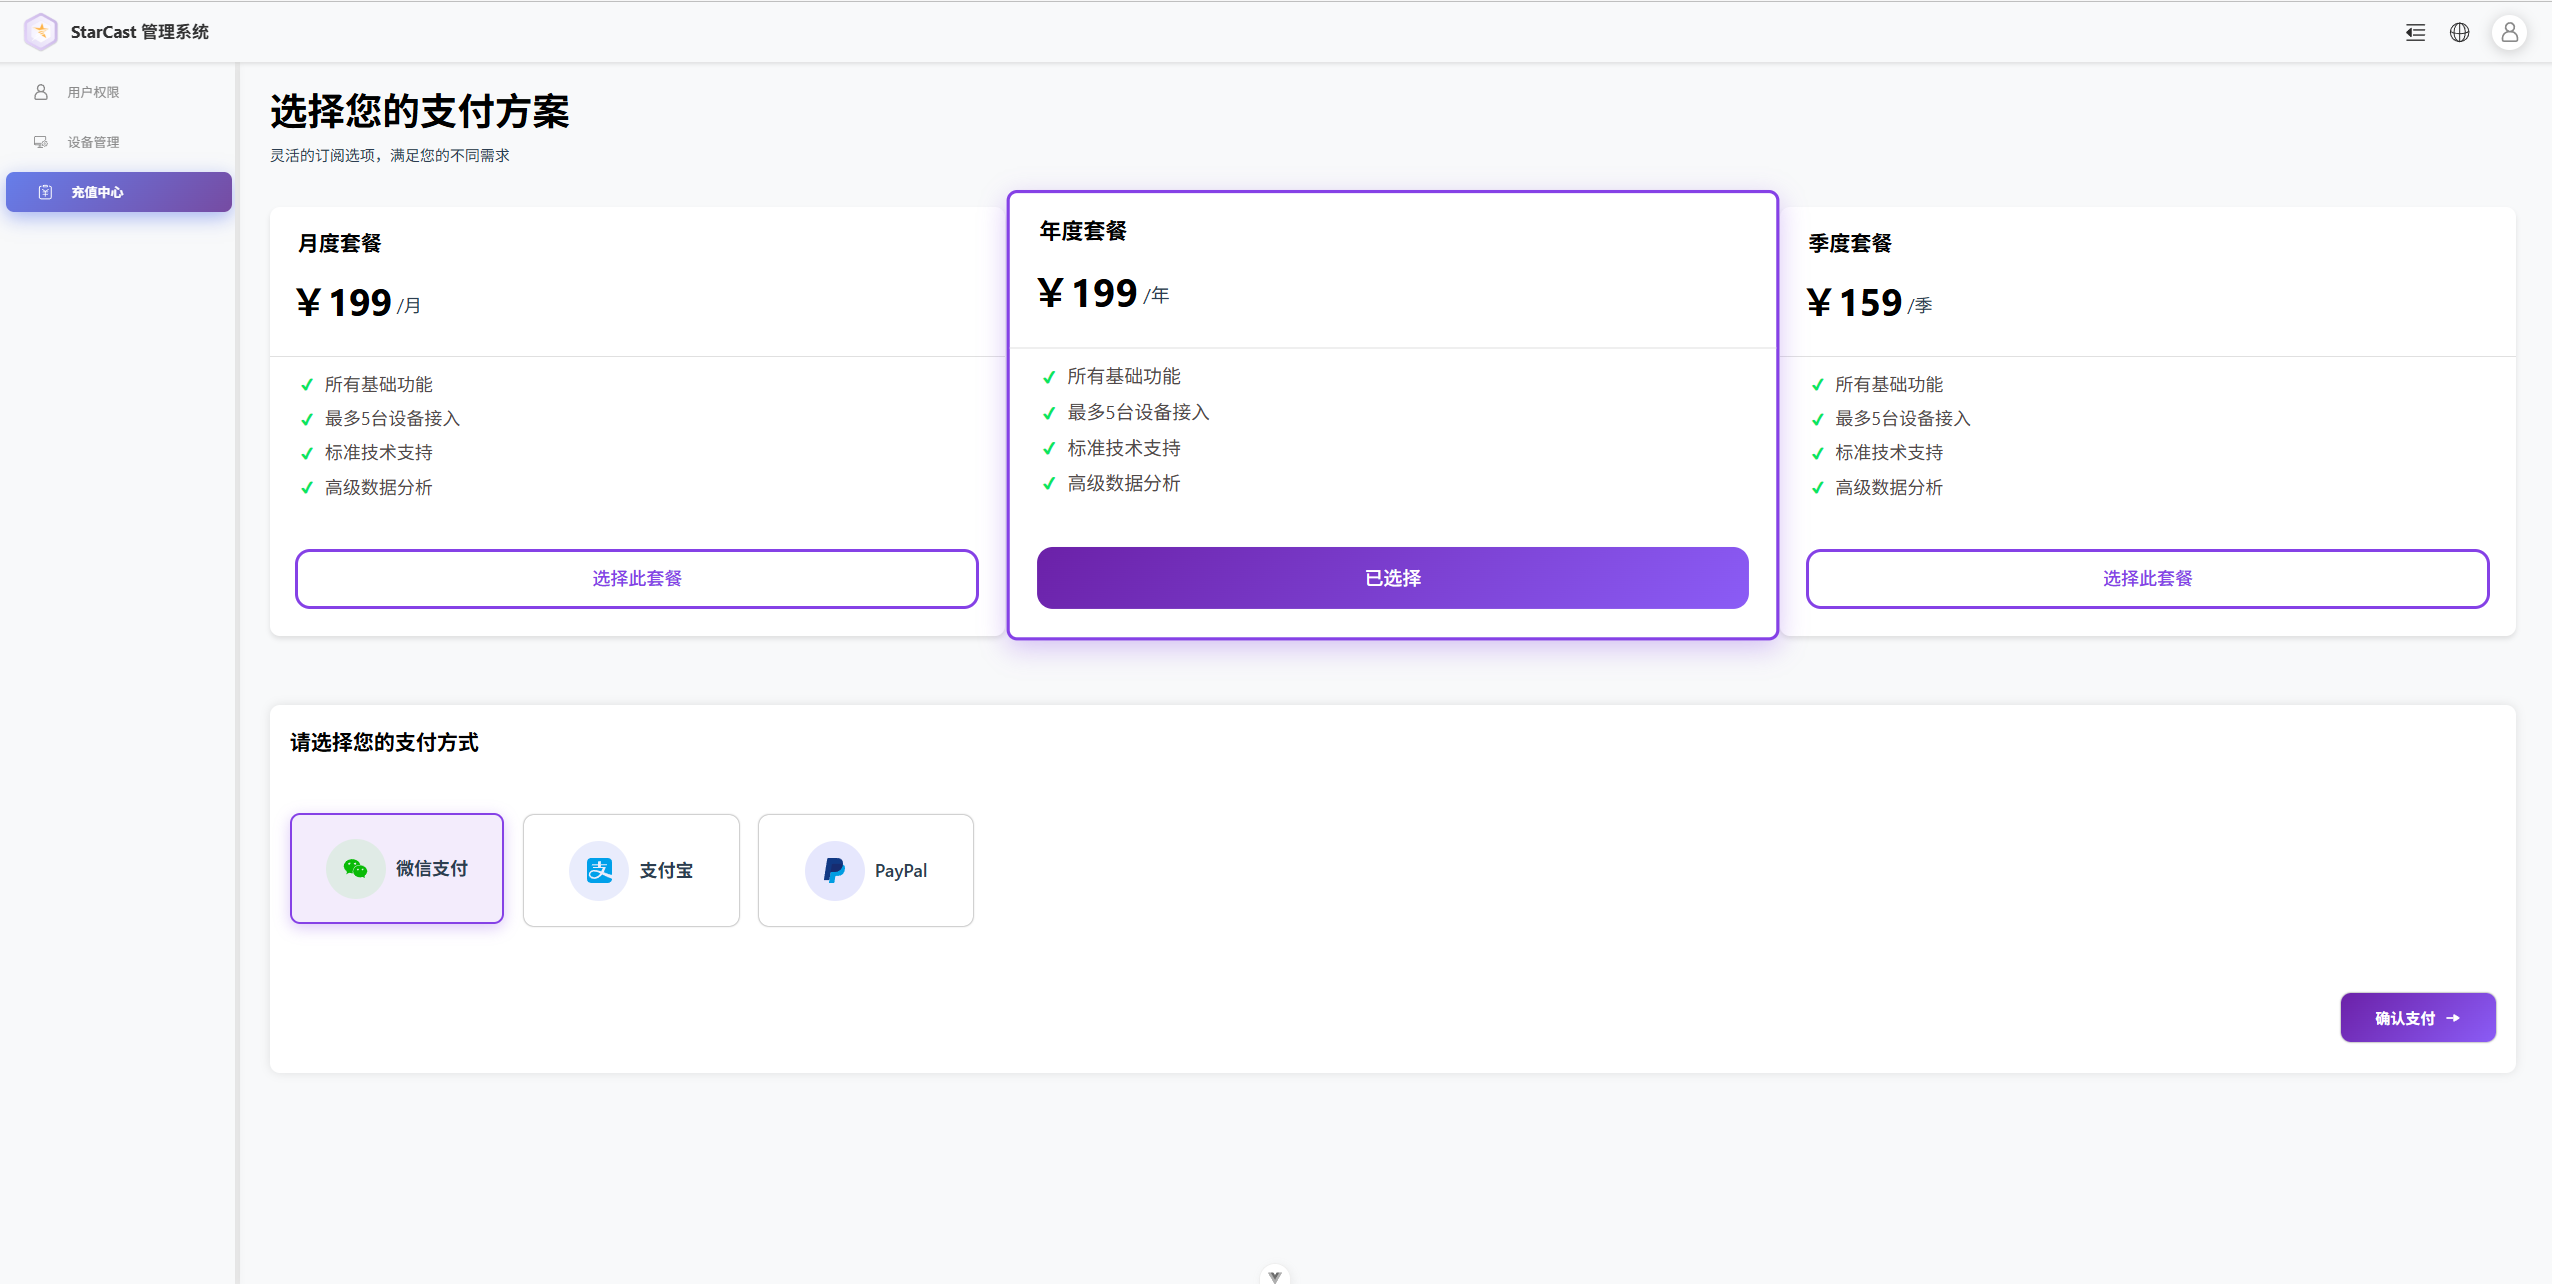 StarCast 管理系统
用户权限
设备管理
充值中心
选择您的支付方案
灵活的订阅选项，满足您的不同需求
月度套餐
￥199 /月
所有基础功能
最多5台设备接入
标准技术支持
高级数据分析
选择此套餐
年度套餐
￥199 /年
所有基础功能
最多5台设备接入
标准技术支持
高级数据分析
已选择
季度套餐
￥159 /季
所有基础功能
最多5台设备接入
标准技术支持
高级数据分析
选择此套餐
请选择您的支付方式
微信支付
支付宝
PayPal
确认支付 →